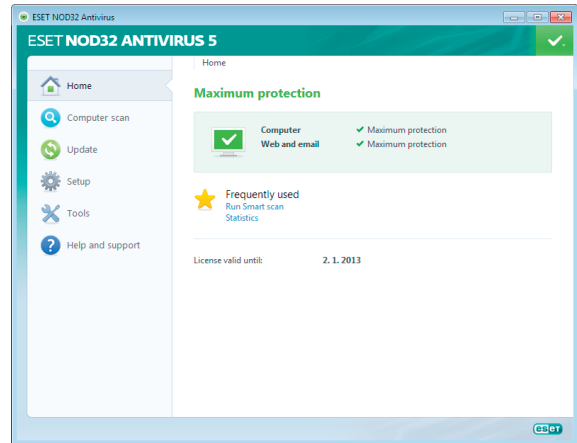 ESET NOD32 Antivirus
ESET NOD32 ANTIVIRUS 5
Home
Home
Computer scan
Update
Setup
Tools
Help and support
Maximum protection
Computer ✔ Maximum protection
Web and email ✔ Maximum protection
Frequently used
Run Smart scan
Statistics
License valid until: 2. 1. 2013
eset